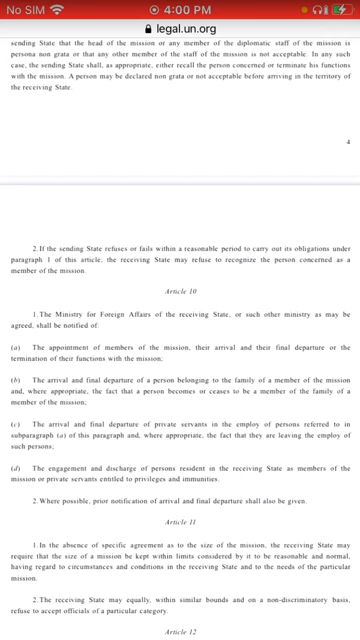 No SIM 4:00 PM
legal.un.org
sending State that the head of the mission or any member of the diplomatic staff of the mission is
persona non grata or that any other member of the staff of the mission is not acceptable. In any such
case, the sending State shall, as appropriate, either recall the person concerned or terminate his functions
with the mission. A person may be declared non grata or not acceptable before arriving in the territory of
the receiving State.
4
2.If the sending State refuses or fails within a reasonable period to carry out its obligations under
paragraph 1 of this article, the receiving State may refuse to recognize the person concerned as a
member of the mission.
Article 10
1.The Ministry for Foreign Affairs of the receiving State, or such other ministry as may be
agreed, shall be notified of:
(a) The appointment of members of the mission, their arrival and their final departure or the
termination of their functions with the mission;
(b) The arrival and final departure of a person belonging to the family of a member of the mission
and, where appropriate, the fact that a person becomes or ceases to be a member of the family of a
member of the mission;
(c) The arrival and final departure of private servants in the employ of persons referred to in
subparagraph (a) of this paragraph and, where appropriate, the fact that they are leaving the employ of
such persons;
(d) The engagement and discharge of persons resident in the receiving State as members of the
mission or private servants entitled to privileges and immunities.
2.Where possible, prior notification of arrival and final departure shall also be given.
Article 11
1.In the absence of specific agreement as to the size of the mission, the receiving State may
require that the size of a mission be kept within limits considered by it to be reasonable and normal,
having regard to circumstances and conditions in the receiving State and to the needs of the particular
mission.
2.The receiving State may equally, within similar bounds and on a non-discriminatory basis,
refuse to accept officials of a particular category.
Article 12